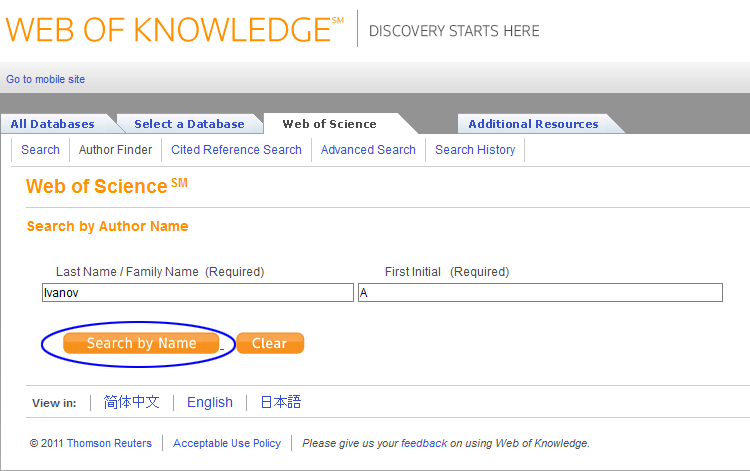 WEB OF KNOWLEDGE℠ DISCOVERY STARTS HERE
Go to mobile site
All Databases Select a Database Web of Science Additional Resources
Search Author Finder Cited Reference Search Advanced Search Search History
Web of Science ℠
Search by Author Name
Last Name / Family Name (Required) First Initial (Required)
Ivanov A
Search by Name Clear
View in: 简体中文 English 日本語
© 2011 Thomson Reuters Acceptable Use Policy Please give us your feedback on using Web of Knowledge.